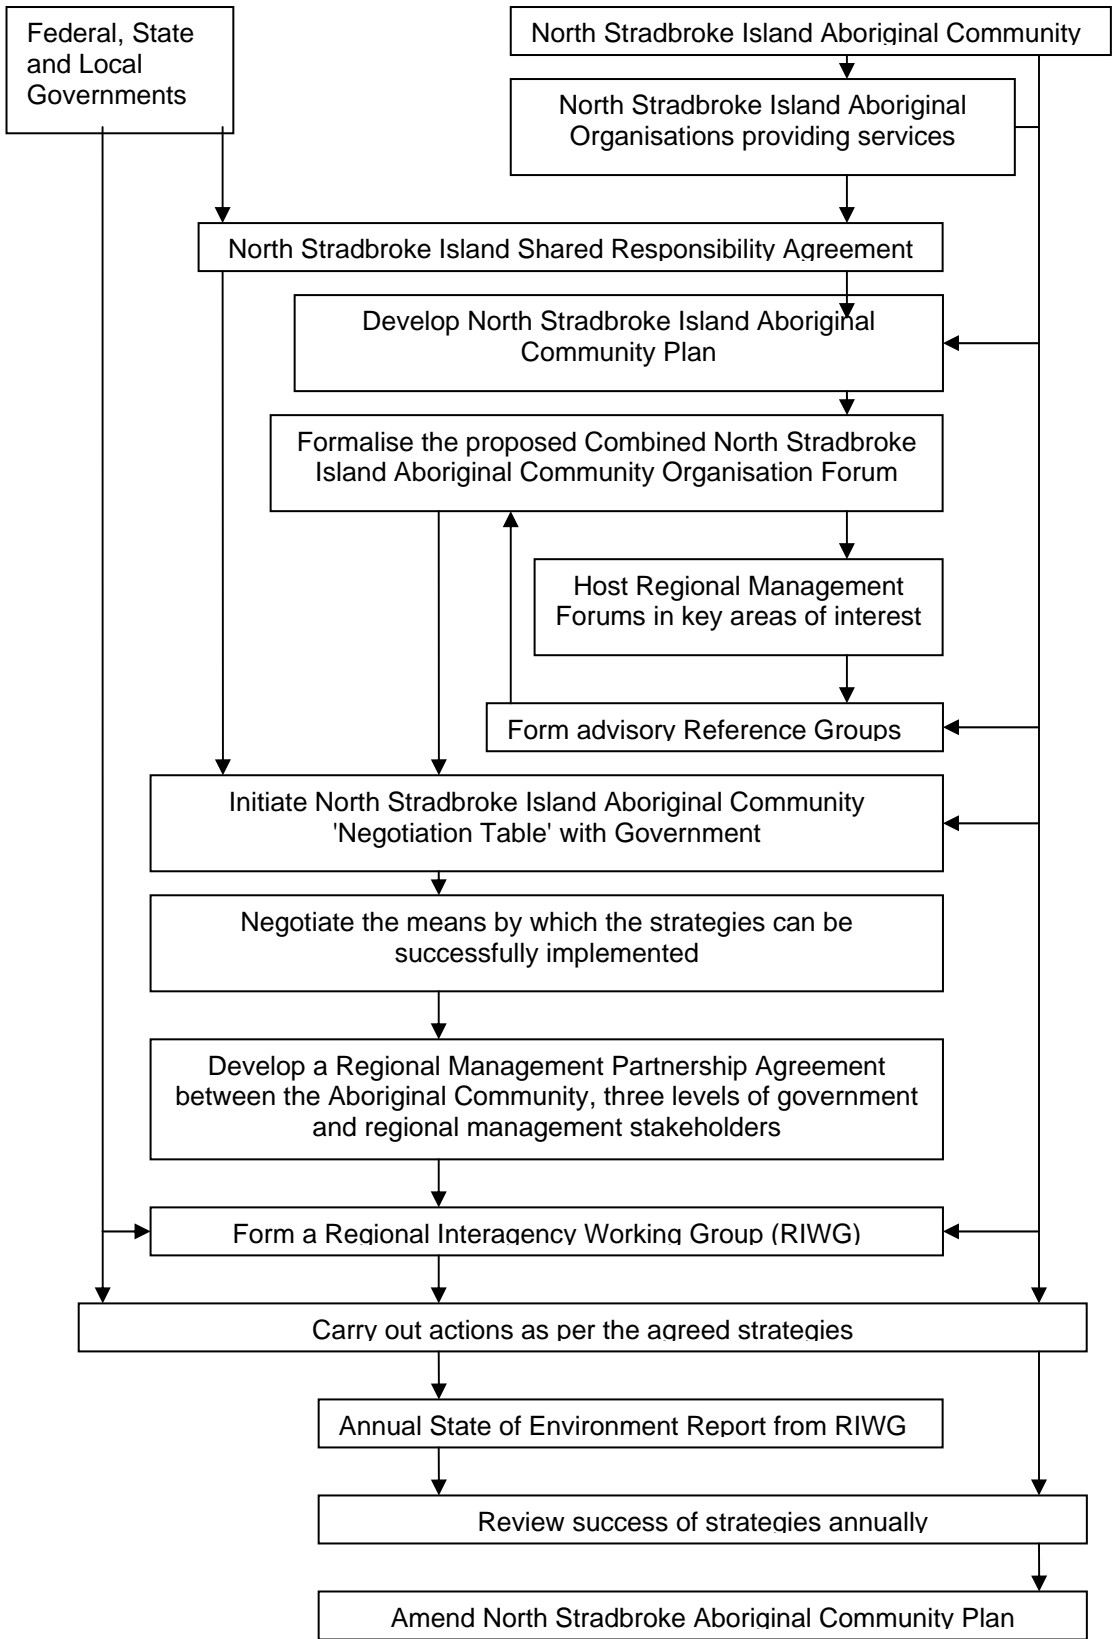 Federal, State
and Local
Governments
North Stradbroke Island Aboriginal Community
North Stradbroke Island Aboriginal
Organisations providing services
North Stradbroke Island Shared Responsibility Agreement
Develop North Stradbroke Island Aboriginal
Community Plan
Formalise the proposed Combined North Stradbroke
Island Aboriginal Community Organisation Forum
Host Regional Management
Forums in key areas of interest
Form advisory Reference Groups
Initiate North Stradbroke Island Aboriginal Community
'Negotiation Table' with Government
Negotiate the means by which the strategies can be
successfully implemented
Develop a Regional Management Partnership Agreement
between the Aboriginal Community, three levels of government
and regional management stakeholders
Form a Regional Interagency Working Group (RIWG)
Carry out actions as per the agreed strategies
Annual State of Environment Report from RIWG
Review success of strategies annually
Amend North Stradbroke Aboriginal Community Plan